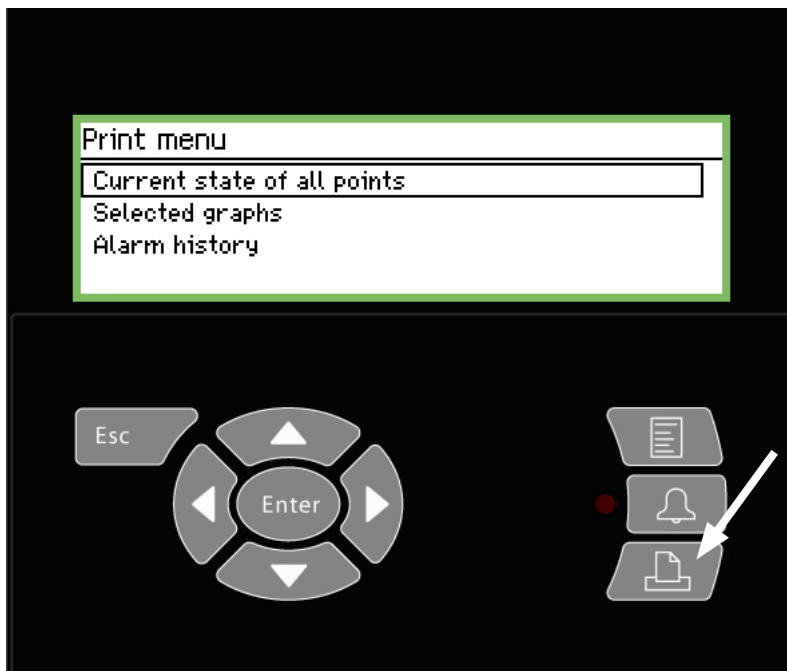 Print menu
Current state of all points
Selected graphs
Alarm history
Esc
Enter